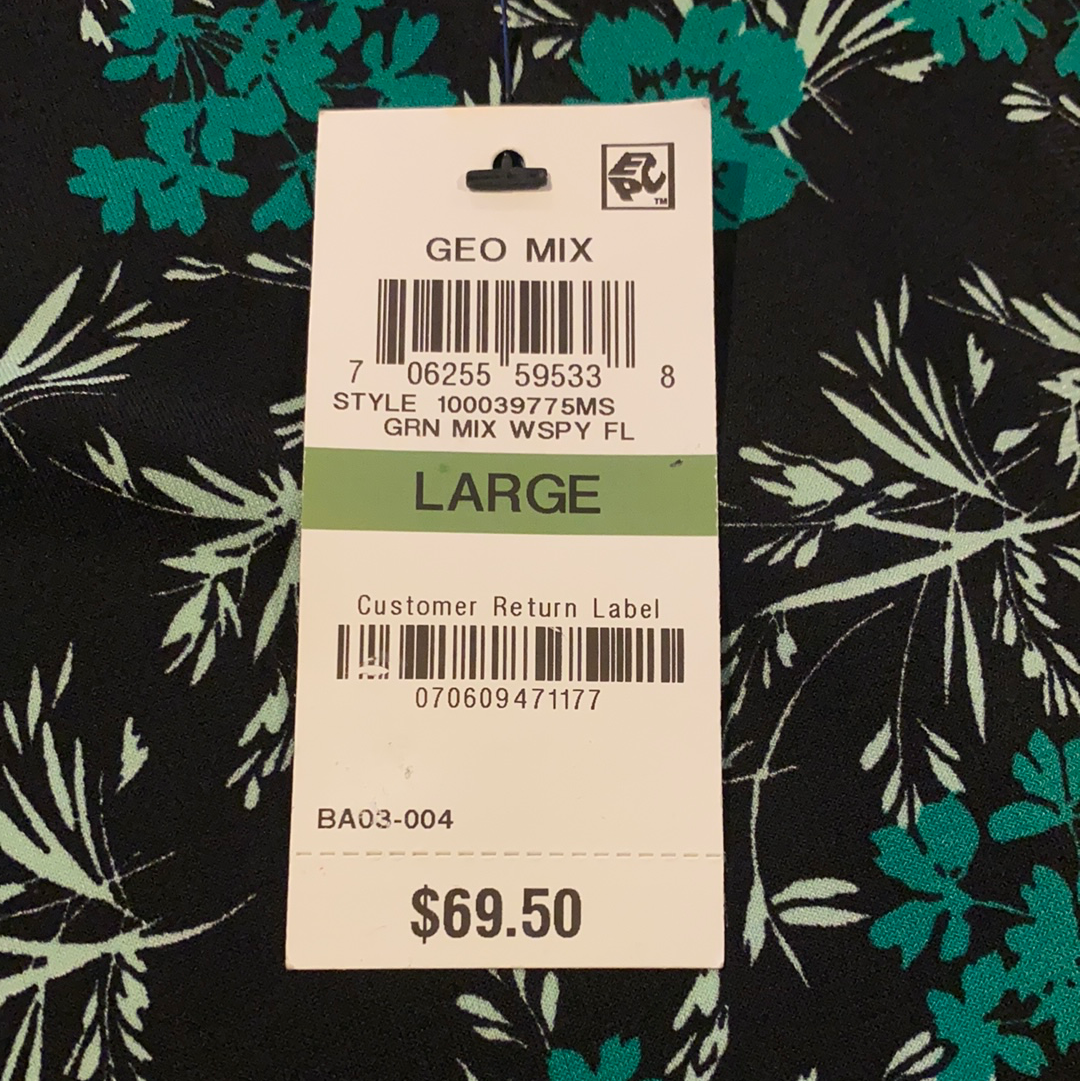 EPC
TM
GEO MIX
7 06255 59533 8
STYLE 100039775MS
GRN MIX WSPY FL
LARGE
Customer Return Label
070609471177
BA03-004
$69.50